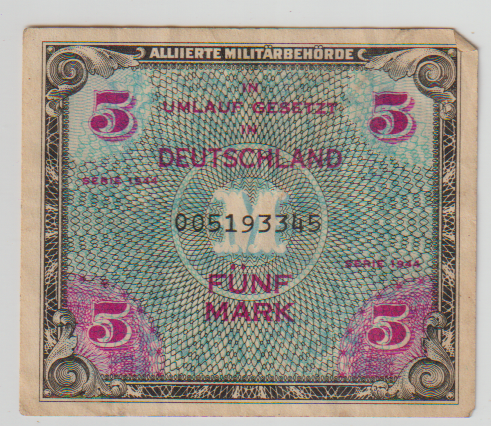 ALLIIERTE MILITÄRBEHÖRDE
5 5
IN
UMLAUF GESETZT
IN
DEUTSCHLAND
SERIE 1944
M
005193345
SERIE 1944
FÜNF
MARK
5 5